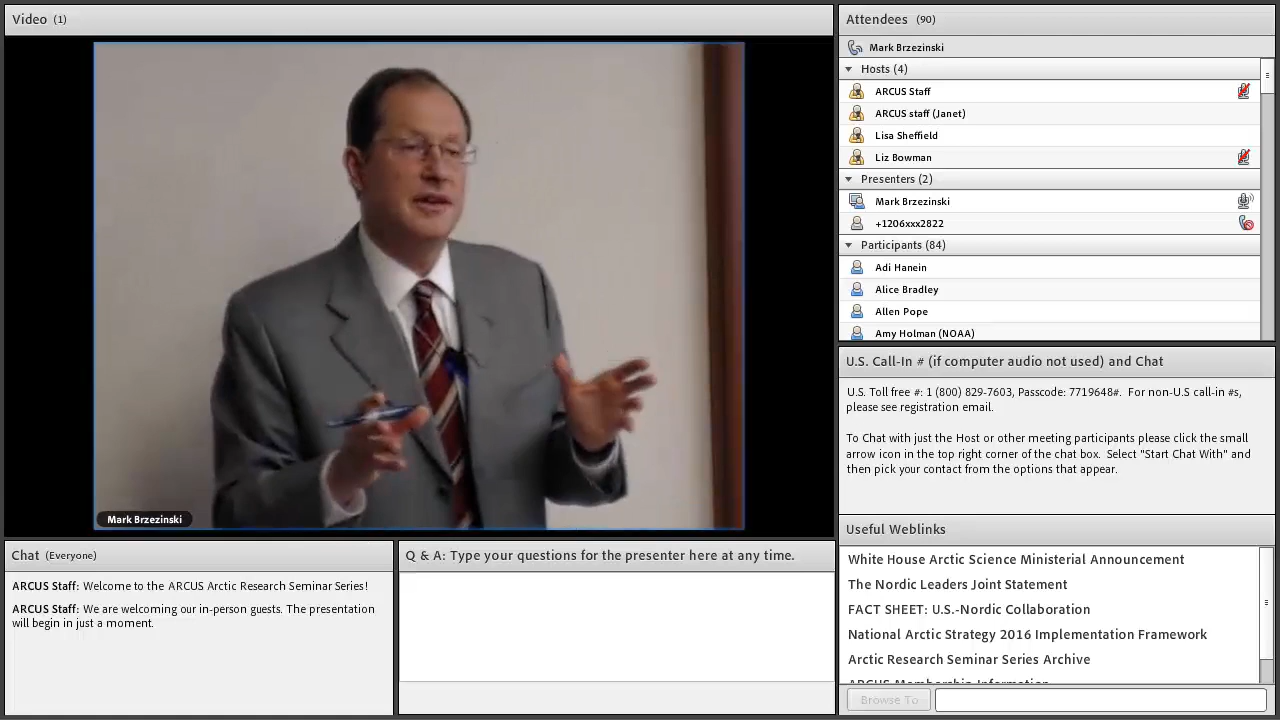 Video (1)
Mark Brzezinski
Chat (Everyone)
ARCUS Staff: Welcome to the ARCUS Arctic Research Seminar Series!
ARCUS Staff: We are welcoming our in-person guests. The presentation
will begin in just a moment.
Q & A: Type your questions for the presenter here at any time.
Attendees (90)
Mark Brzezinski
Hosts (4)
ARCUS Staff
ARCUS staff (Janet)
Lisa Sheffield
Liz Bowman
Presenters (2)
Mark Brzezinski
+1206xxx2822
Participants (84)
Adi Hanein
Alice Bradley
Allen Pope
Amy Holman (NOAA)
U.S. Call-In # (if computer audio not used) and Chat
U.S. Toll free #: 1 (800) 829-7603, Passcode: 7719648#. For non-U.S call-in #s,
please see registration email.
To Chat with just the Host or other meeting participants please click the small
arrow icon in the top right corner of the chat box. Select "Start Chat With" and
then pick your contact from the options that appear.
Useful Weblinks
White House Arctic Science Ministerial Announcement
The Nordic Leaders Joint Statement
FACT SHEET: U.S.-Nordic Collaboration
National Arctic Strategy 2016 Implementation Framework
Arctic Research Seminar Series Archive
ARCUS Membership Information
Browse To